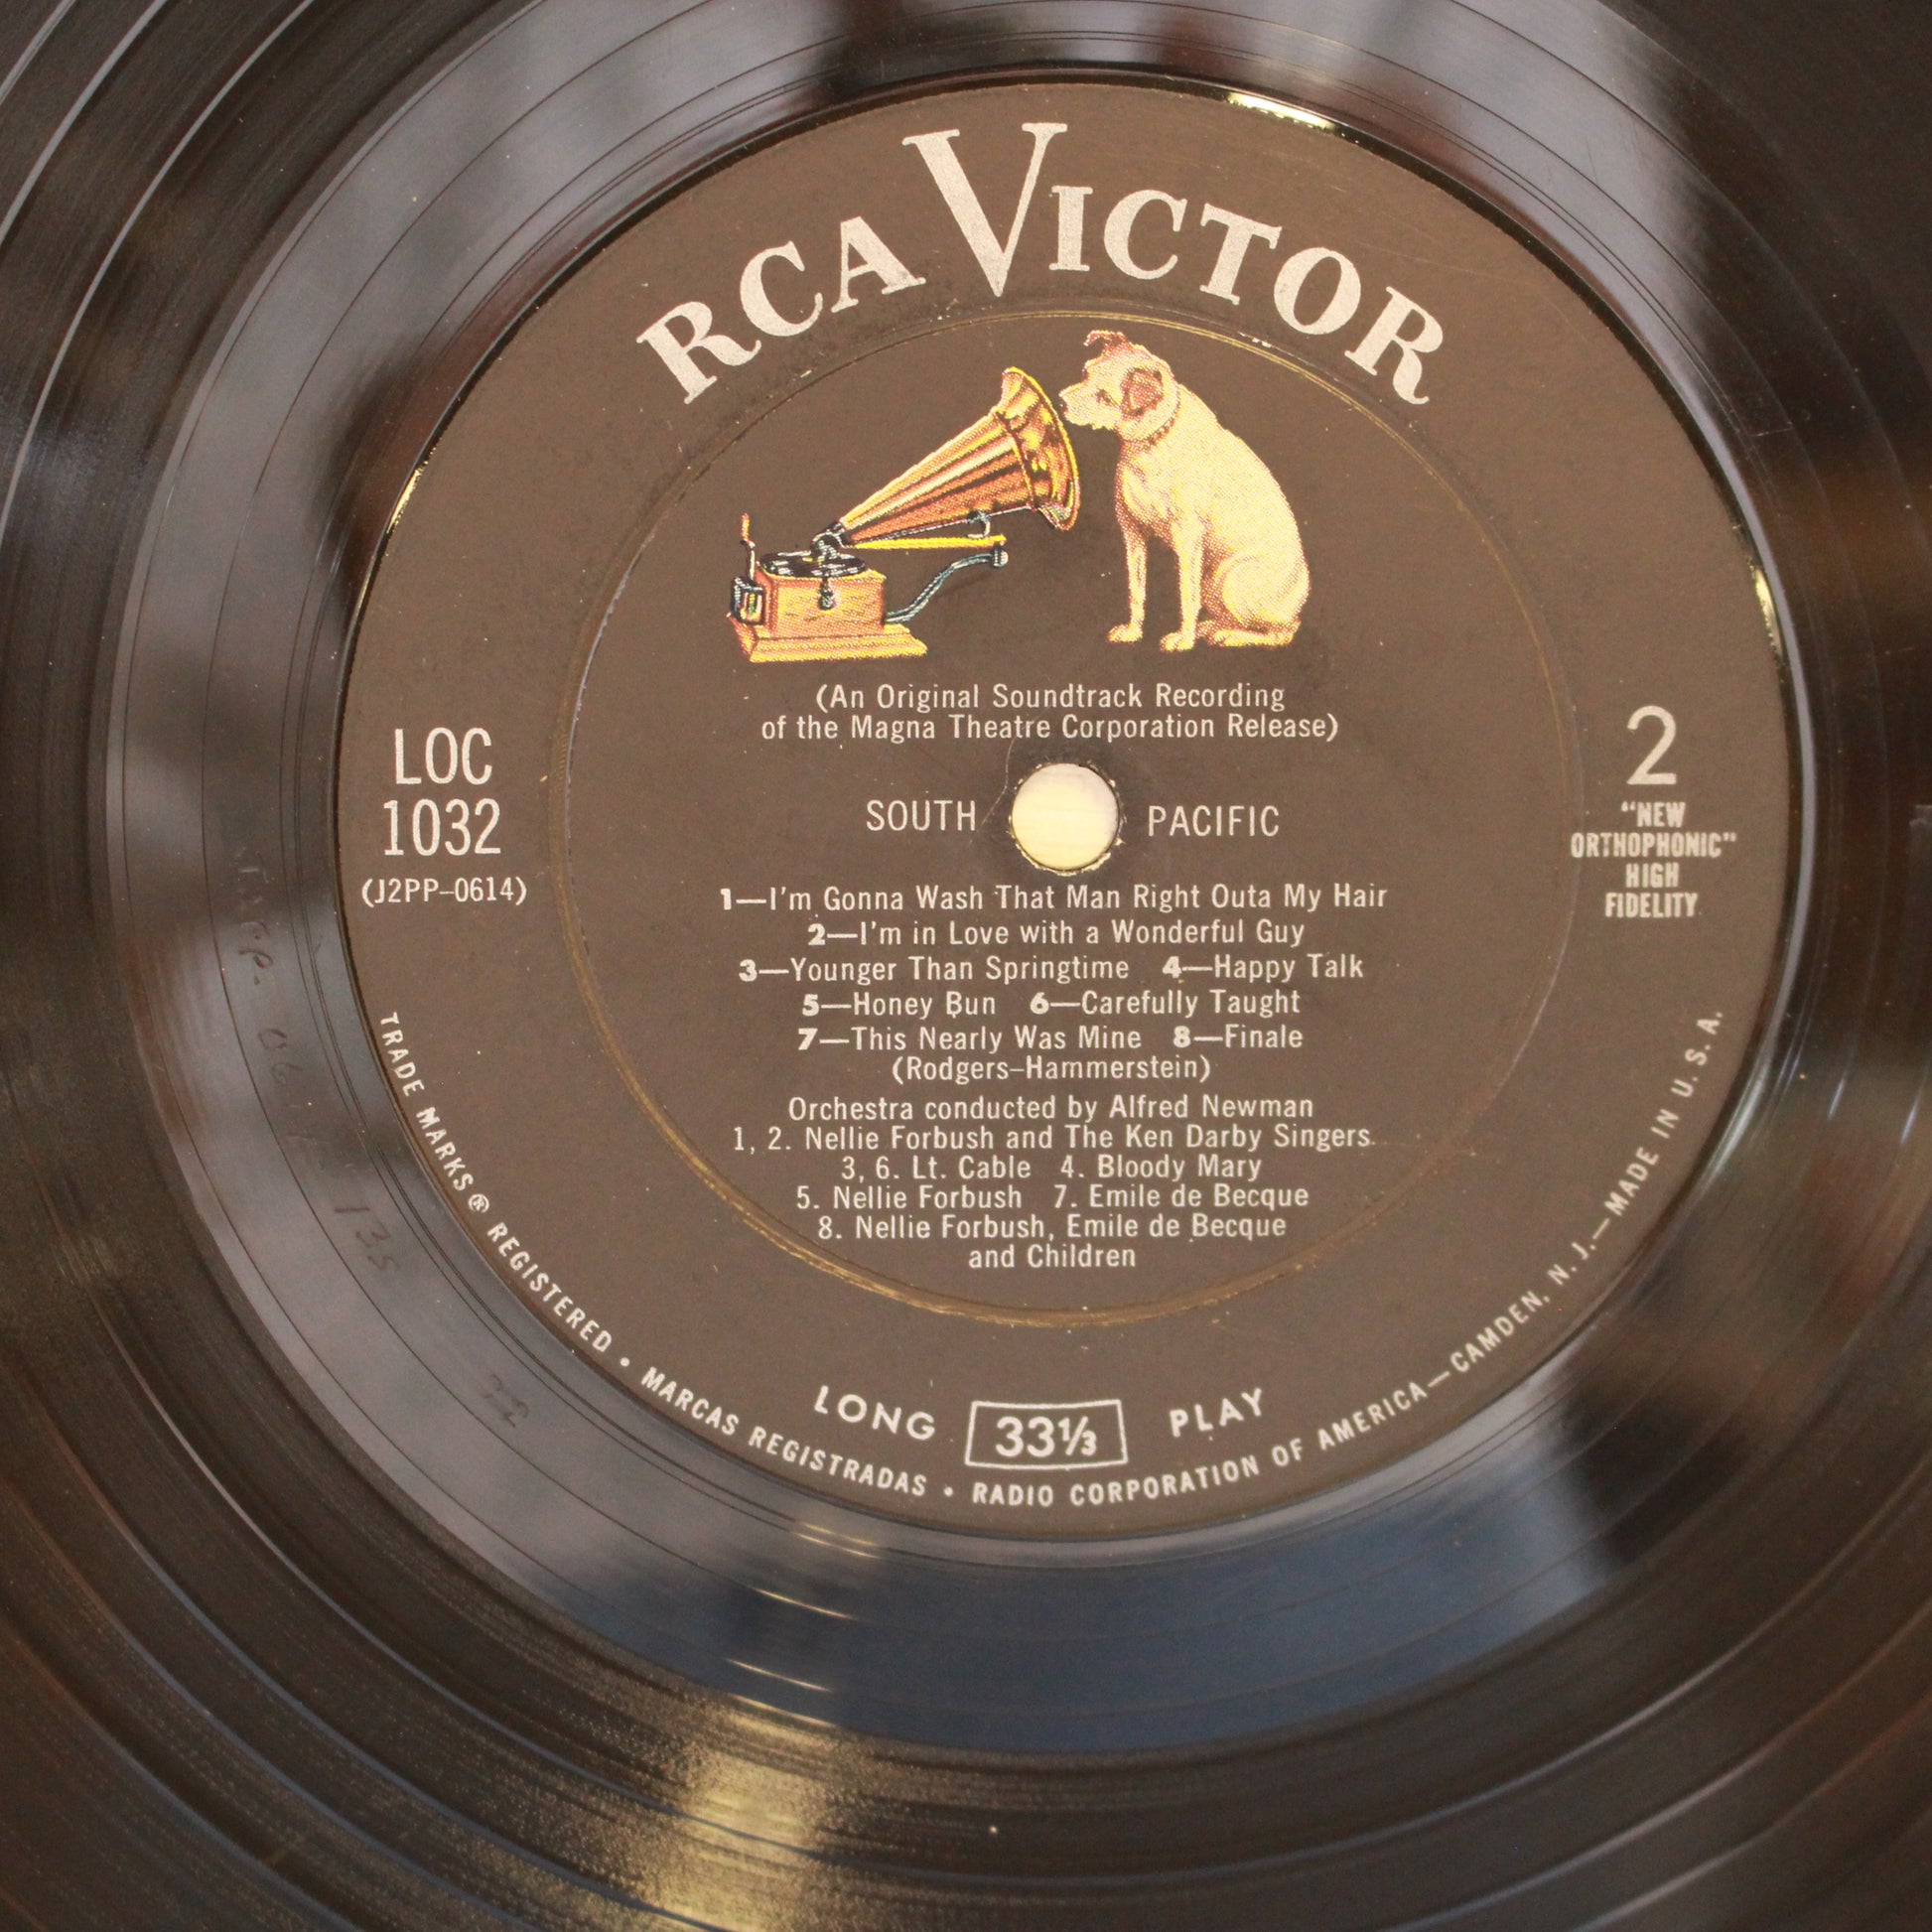 RCA VICTOR
(An Original Soundtrack Recording
of the Magna Theatre Corporation Release)
LOC
1032
(J2PP–0614)
SOUTH PACIFIC
2
“NEW
ORTHOPHONIC”
HIGH
FIDELITY
1—I'm Gonna Wash That Man Right Outa My Hair
2—I'm in Love with a Wonderful Guy
3—Younger Than Springtime 4—Happy Talk
5—Honey Bun 6—Carefully Taught
7—This Nearly Was Mine 8—Finale
(Rodgers–Hammerstein)
Orchestra conducted by Alfred Newman
1, 2. Nellie Forbush and The Ken Darby Singers
3, 6. Lt. Cable 4. Bloody Mary
5. Nellie Forbush 7. Emile de Becque
8. Nellie Forbush, Emile de Becque
and Children
LONG 33⅓ PLAY
TRADE MARKS ® REGISTERED • MARCAS REGISTRADAS • RADIO CORPORATION OF AMERICA—CAMDEN, N. J.—MADE IN U. S. A.